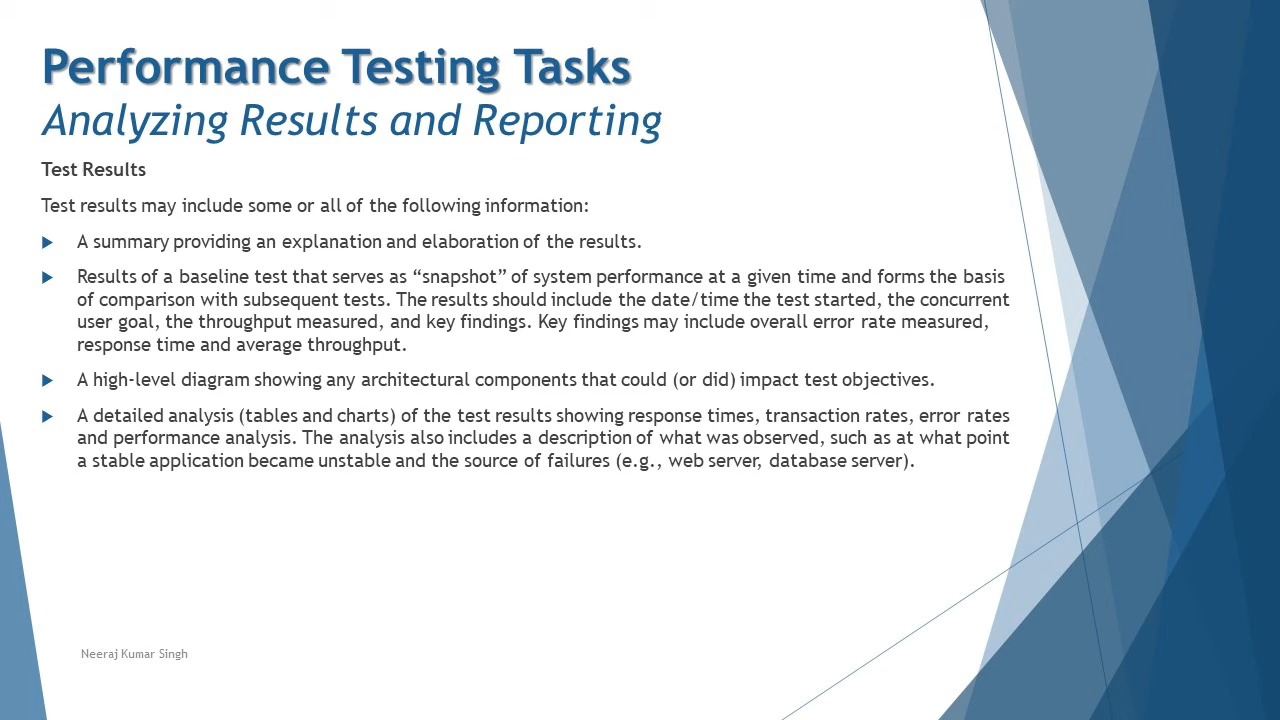 Performance Testing Tasks
Analyzing Results and Reporting
Test Results
Test results may include some or all of the following information:
A summary providing an explanation and elaboration of the results.
Results of a baseline test that serves as “snapshot” of system performance at a given time and forms the basis
of comparison with subsequent tests. The results should include the date/time the test started, the concurrent
user goal, the throughput measured, and key findings. Key findings may include overall error rate measured,
response time and average throughput.
A high-level diagram showing any architectural components that could (or did) impact test objectives.
A detailed analysis (tables and charts) of the test results showing response times, transaction rates, error rates
and performance analysis. The analysis also includes a description of what was observed, such as at what point
a stable application became unstable and the source of failures (e.g., web server, database server).
Neeraj Kumar Singh